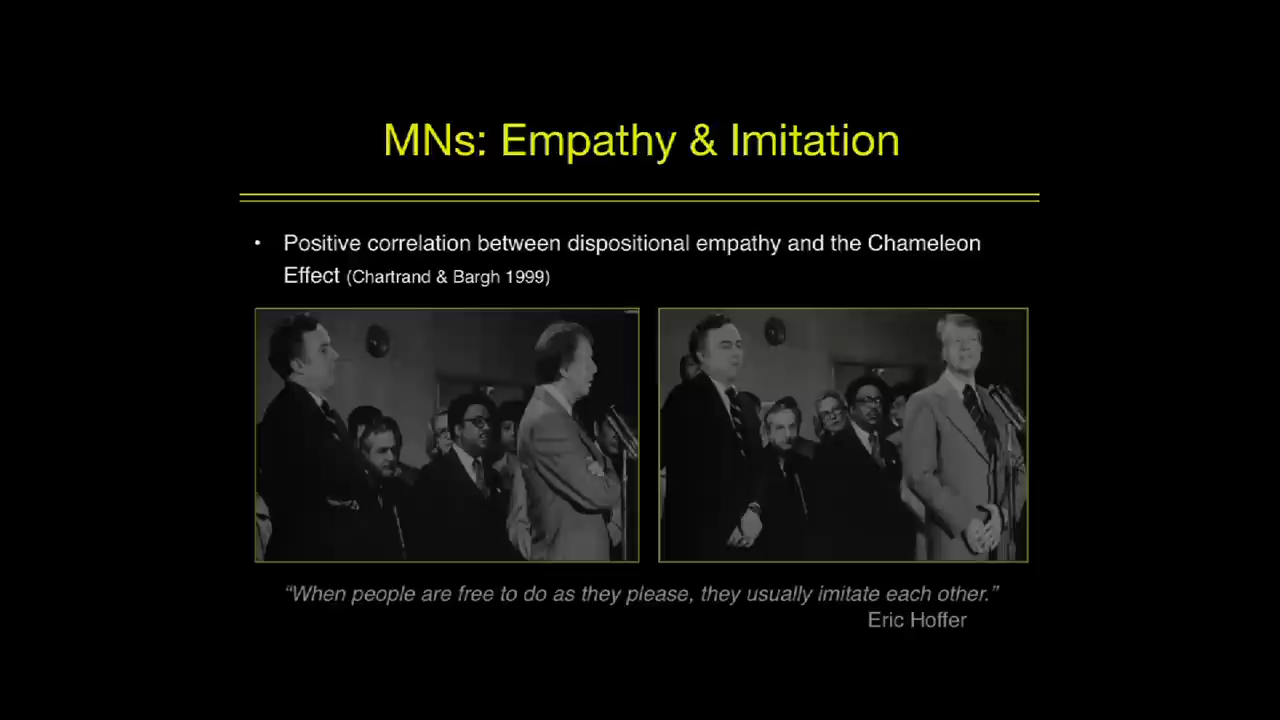 MNs: Empathy & Imitation
• Positive correlation between dispositional empathy and the Chameleon
Effect (Chartrand & Bargh 1999)
“When people are free to do as they please, they usually imitate each other.”
Eric Hoffer